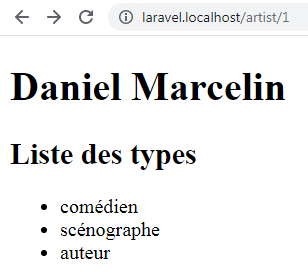 laravel.localhost/artist/1
Daniel Marcelin
Liste des types
comédien
scénographe
auteur